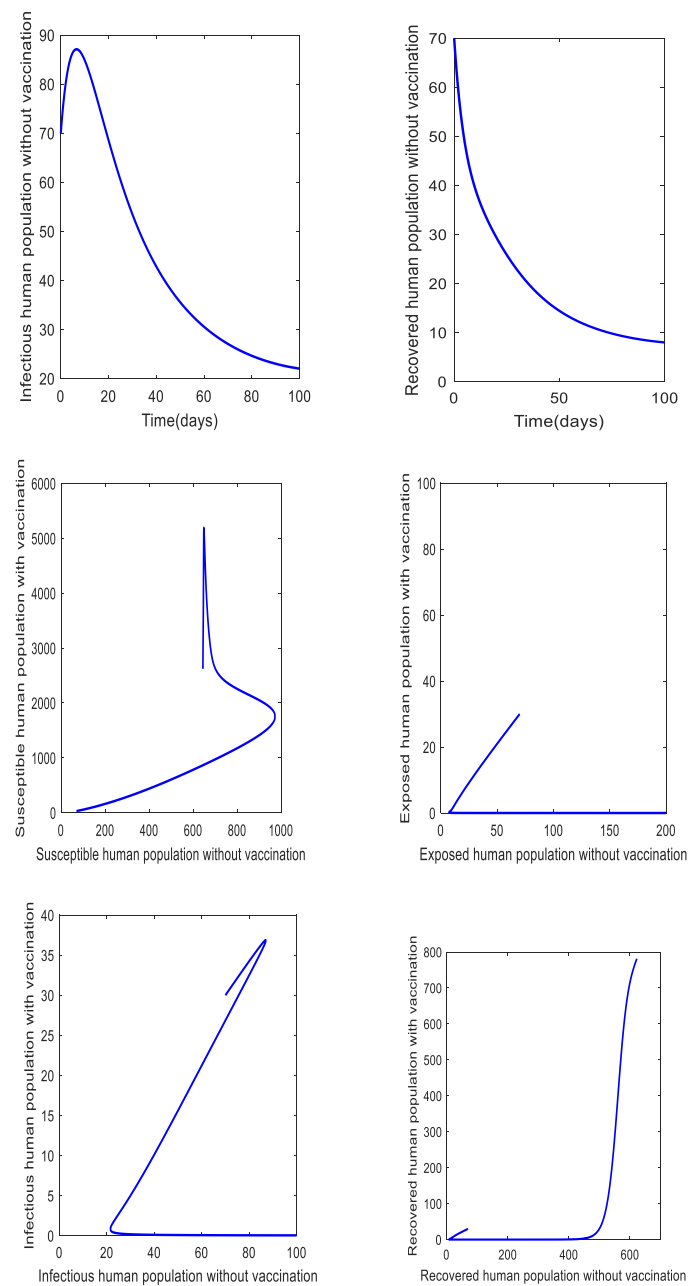 Infectious human population without vaccination
90
80
70
60
50
40
30
20
0 20 40 60 80 100
Time(days)
Recovered human population without vaccination
70
60
50
40
30
20
10
0
0 50 100
Time(days)
Susceptible human population with vaccination
6000
5000
4000
3000
2000
1000
0
0 200 400 600 800 1000
Susceptible human population without vaccination
Exposed human population with vaccination
100
80
60
40
20
0
0 50 100 150 200
Exposed human population without vaccination
Infectious human population with vaccination
40
35
30
25
20
15
10
5
0
0 20 40 60 80 100
Infectious human population without vaccination
Recovered human population with vaccination
800
700
600
500
400
300
200
100
0
0 200 400 600
Recovered human population without vaccination